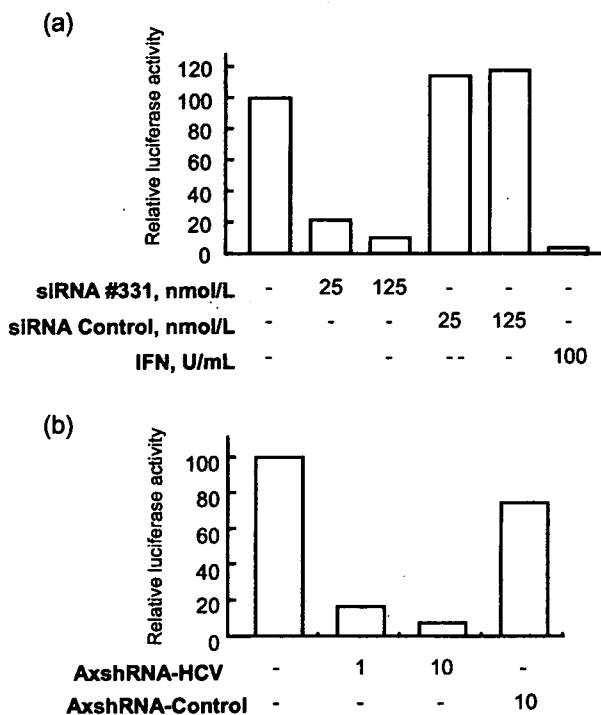 (a)
Relative luciferase activity
120
100
80
60
40
20
0
siRNA #331, nmol/L - 25 125 - - -
siRNA Control, nmol/L - - - 25 125 -
IFN, U/mL - - - -- - 100
(b)
Relative luciferase activity
100
80
60
40
20
0
AxshRNA-HCV - 1 10 -
AxshRNA-Control - - - 10